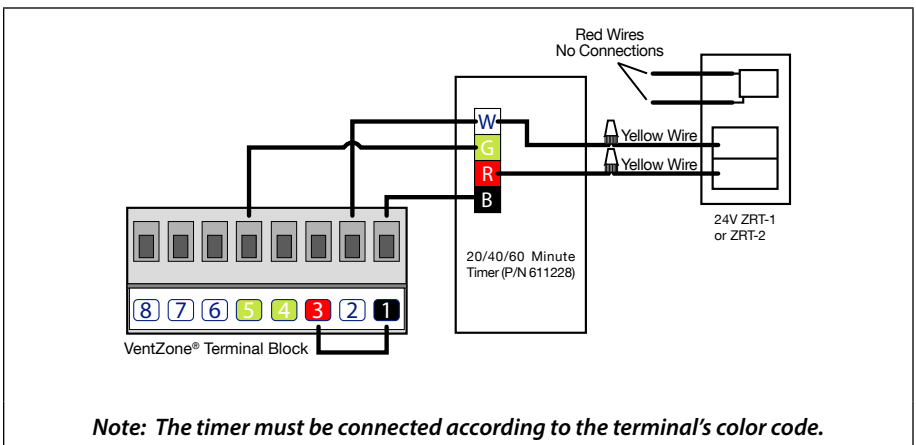 Red Wires
No Connections
W
G
R
B
Yellow Wire
Yellow Wire
24V ZRT-1
or ZRT-2
20/40/60 Minute
Timer (P/N 611228)
8 7 6 5 4 3 2 1
VentZone® Terminal Block
Note: The timer must be connected according to the terminal's color code.